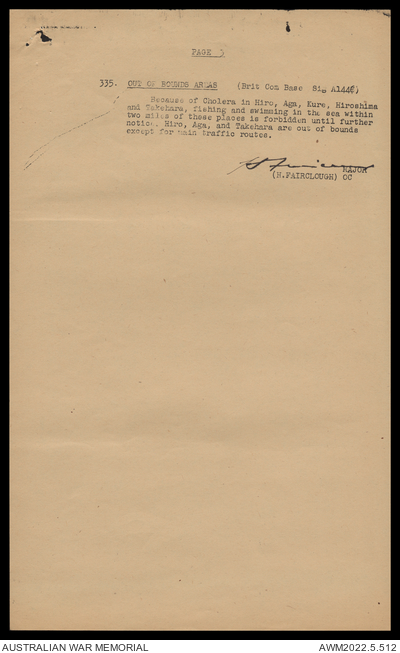 PAGE 3
335. OUT OF BOUNDS AREAS (Brit Com Base Sig A1448)
Because of Cholera in Hiro, Aga, Kure, Hiroshima
and Takehara, fishing and swimming in the sea within
two miles of these places is forbidden until further
notice. Hiro, Aga, and Takehara are out of bounds
except for main traffic routes.
MAJOR
(H.FAIRCLOUGH) OC
AUSTRALIAN WAR MEMORIAL
AWM2022.5.512